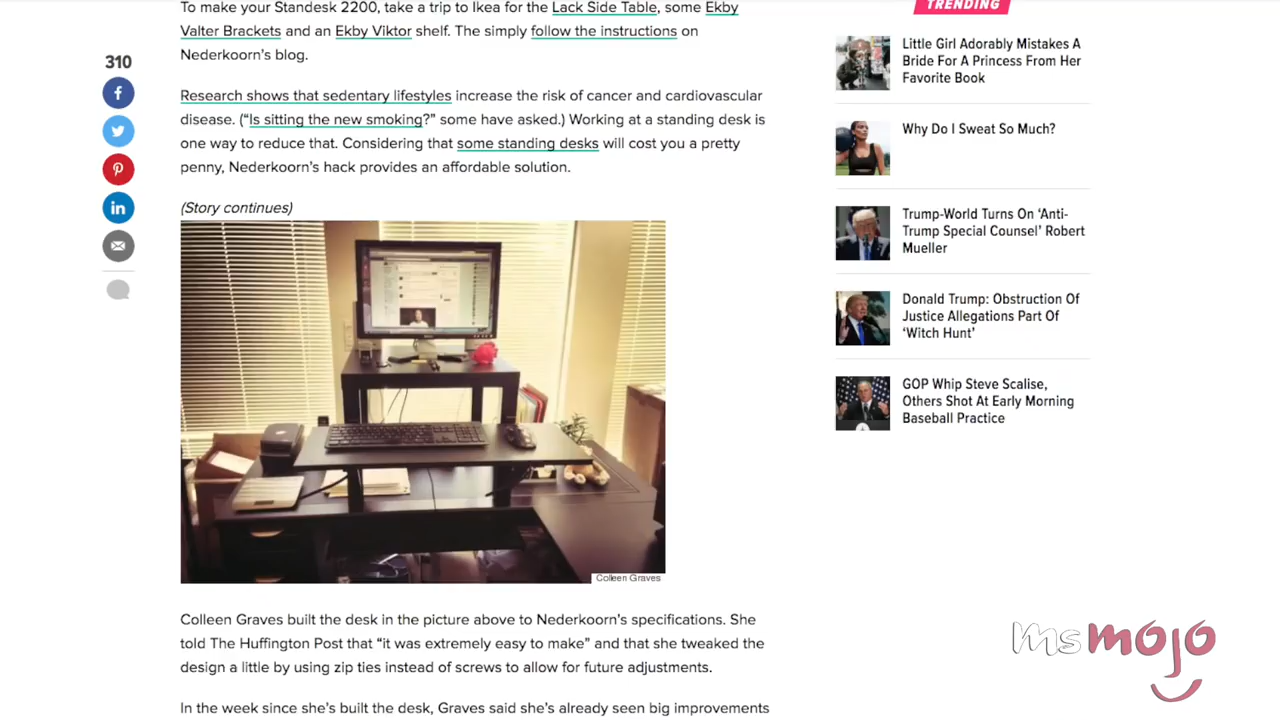 To make your Standesk 2200, take a trip to Ikea for the Lack Side Table, some Ekby
Valter Brackets and an Ekby Viktor shelf. The simply follow the instructions on
Nederkoorn's blog.
310
Research shows that sedentary lifestyles increase the risk of cancer and cardiovascular
disease. (“Is sitting the new smoking?” some have asked.) Working at a standing desk is
one way to reduce that. Considering that some standing desks will cost you a pretty
penny, Nederkoorn’s hack provides an affordable solution.
(Story continues)
Colleen Graves
Colleen Graves built the desk in the picture above to Nederkoorn’s specifications. She
told The Huffington Post that “it was extremely easy to make” and that she tweaked the
design a little by using zip ties instead of screws to allow for future adjustments.
In the week since she’s built the desk, Graves said she’s already seen big improvements
TRENDING
Little Girl Adorably Mistakes A
Bride For A Princess From Her
Favorite Book
Why Do I Sweat So Much?
Trump-World Turns On ‘Anti-
Trump Special Counsel’ Robert
Mueller
Donald Trump: Obstruction Of
Justice Allegations Part Of
‘Witch Hunt’
GOP Whip Steve Scalise,
Others Shot At Early Morning
Baseball Practice
msmojo